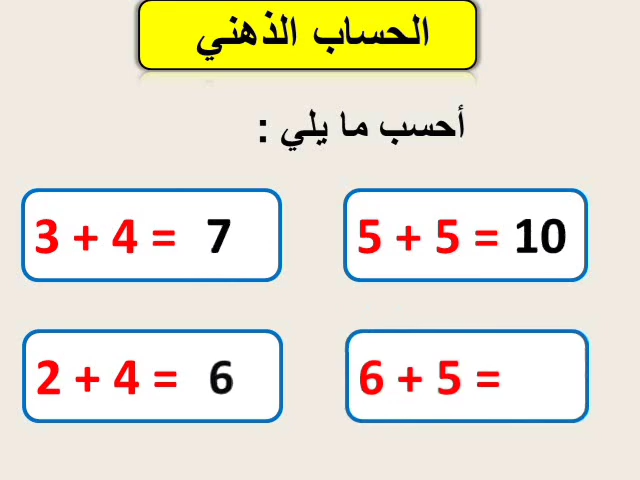 الحساب الذهني
أحسب ما يلي :
3 + 4 = 7
5 + 5 = 10
2 + 4 = 6
6 + 5 =